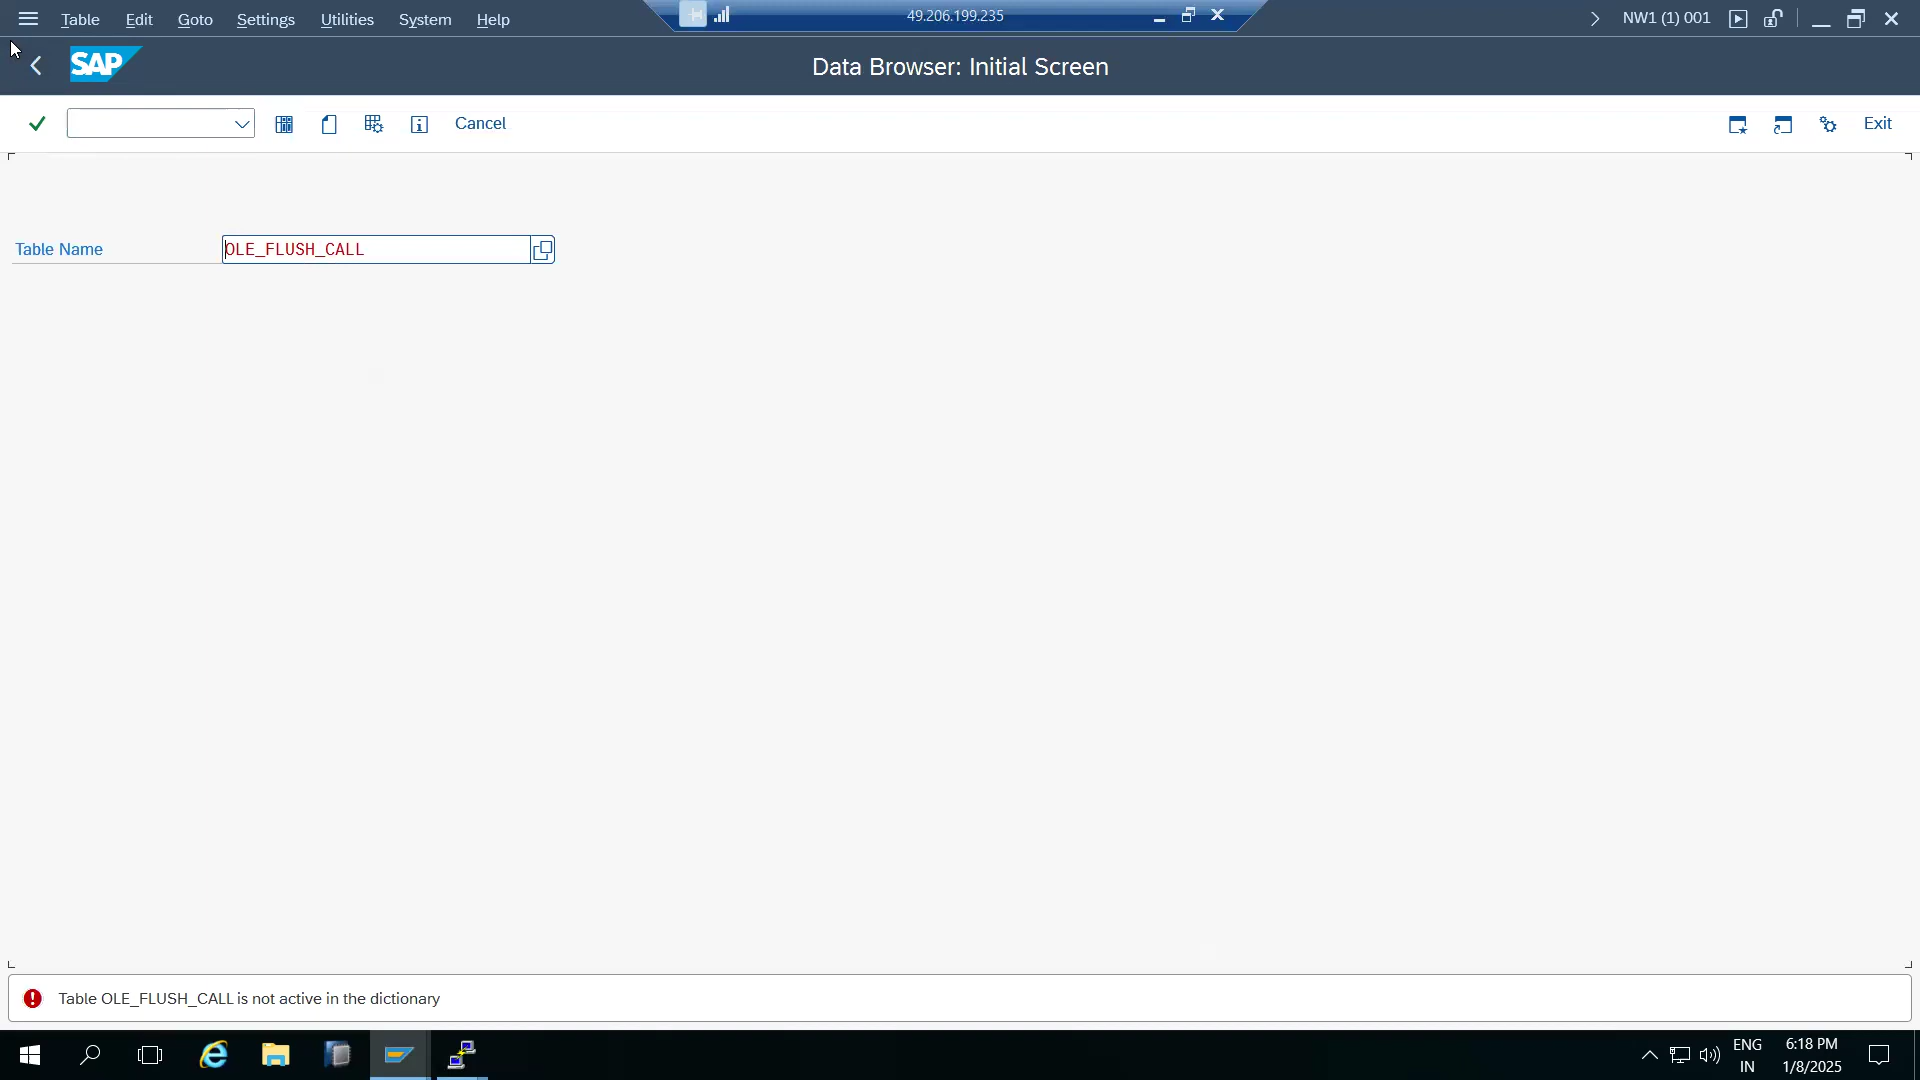 Table Edit Goto Settings Utilities System Help
49.206.199.235
NW1 (1) 001
SAP
Data Browser: Initial Screen
Cancel
Exit
Table Name
OLE_FLUSH_CALL
Table OLE_FLUSH_CALL is not active in the dictionary
ENG
IN
6:18 PM
1/8/2025